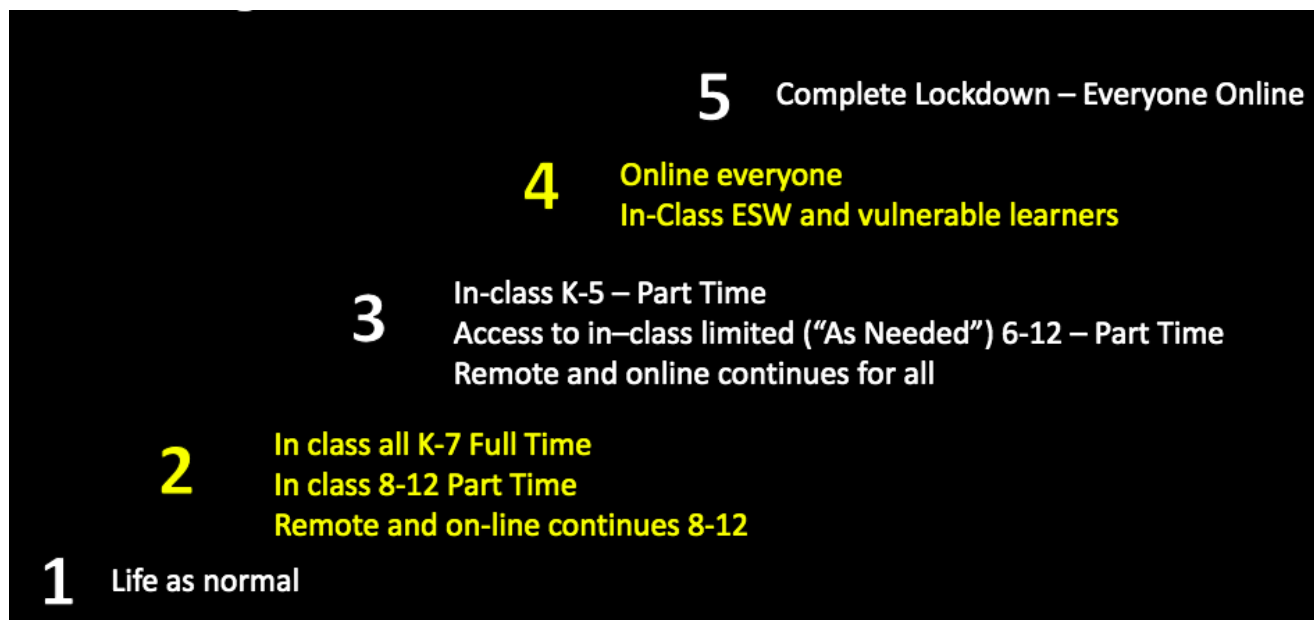 5 Complete Lockdown – Everyone Online
4 Online everyone
In-Class ESW and vulnerable learners
3 In-class K-5 – Part Time
Access to in–class limited (“As Needed”) 6-12 – Part Time
Remote and online continues for all
2 In class all K-7 Full Time
In class 8-12 Part Time
Remote and on-line continues 8-12
1 Life as normal